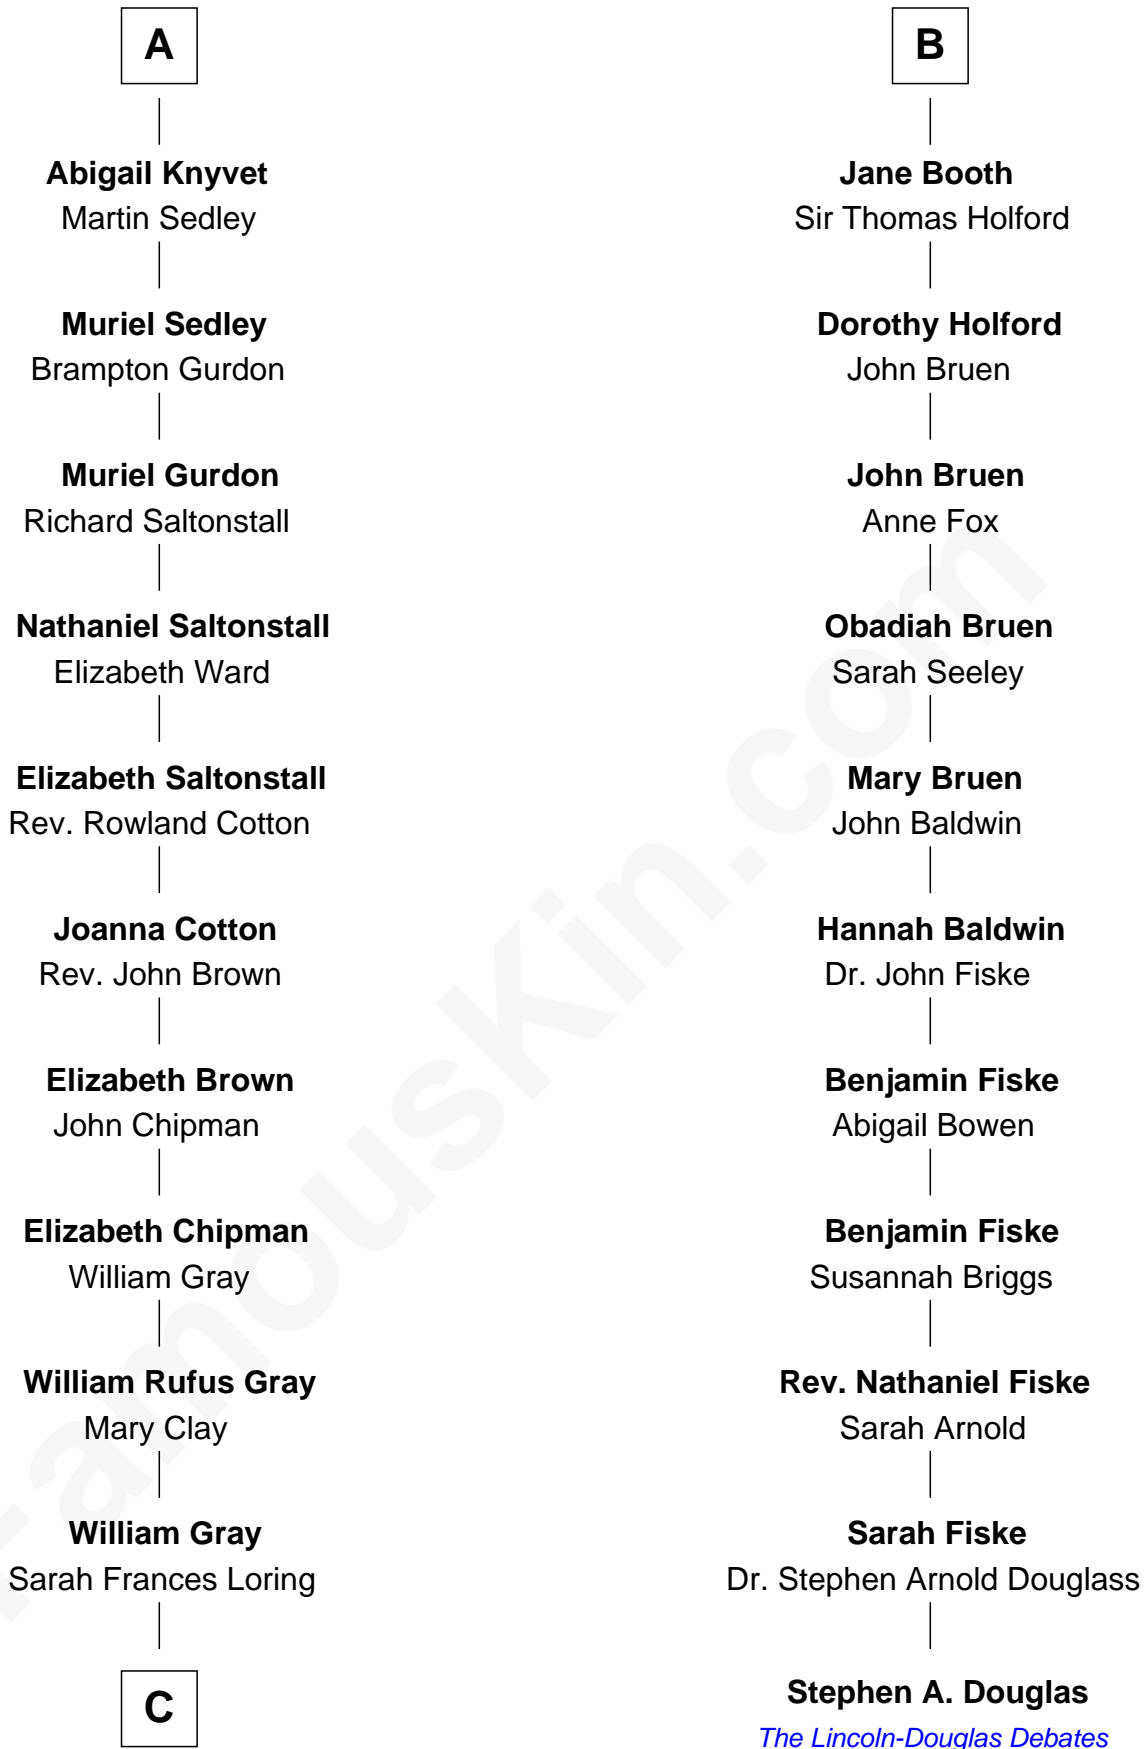 A
Abigail Knyvet
Martin Sedley
Muriel Sedley
Brampton Gurdon
Muriel Gurdon
Richard Saltonstall
Nathaniel Saltonstall
Elizabeth Ward
Elizabeth Saltonstall
Rev. Rowland Cotton
Joanna Cotton
Rev. John Brown
Elizabeth Brown
John Chipman
Elizabeth Chipman
William Gray
William Rufus Gray
Mary Clay
William Gray
Sarah Frances Loring
C
B
Jane Booth
Sir Thomas Holford
Dorothy Holford
John Bruen
John Bruen
Anne Fox
Obadiah Bruen
Sarah Seeley
Mary Bruen
John Baldwin
Hannah Baldwin
Dr. John Fiske
Benjamin Fiske
Abigail Bowen
Benjamin Fiske
Susannah Briggs
Rev. Nathaniel Fiske
Sarah Arnold
Sarah Fiske
Dr. Stephen Arnold Douglass
Stephen A. Douglas
The Lincoln-Douglas Debates
FamousKin.com